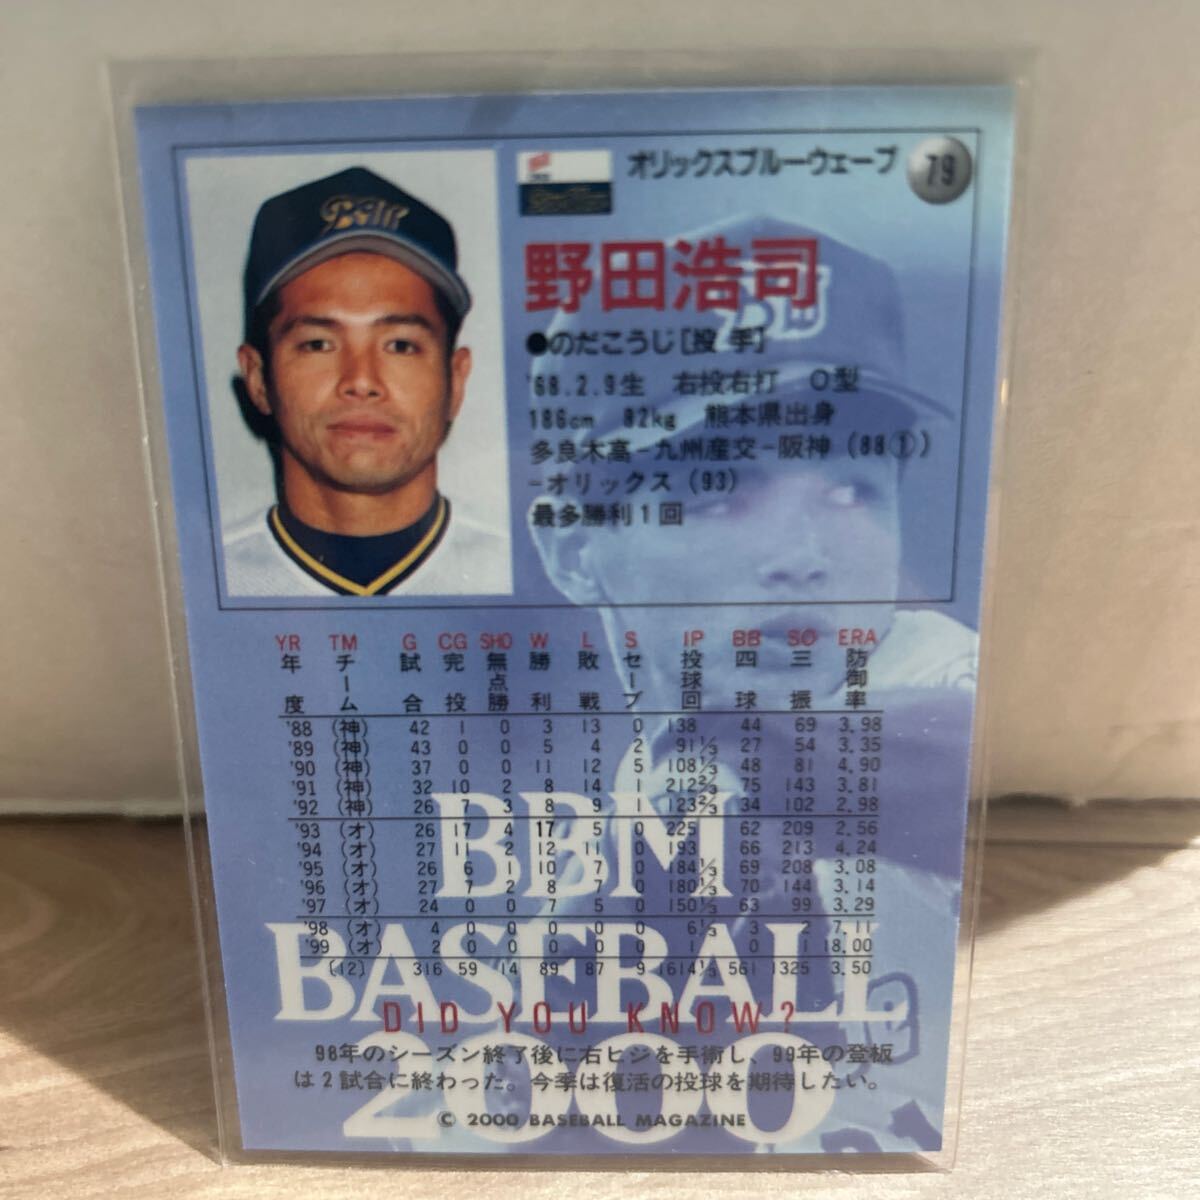 オリックスブルーウェーブ 79
野田浩司
●のだこうじ[投 手]
'68.2.9生 右投右打 O型
186cm 82kg 熊本県出身
多良木高-九州産交-阪神(88①)
-オリックス(93)
最多勝利1回
YR TM G CG SHO W L S IP BB SO ERA
年度 チーム 試合 完投 無点勝 勝利 敗戦 セーブ 投球回 四球 三振 防御率
'88 (神) 42 1 0 3 13 0 138 44 69 3.98
'89 (神) 43 0 0 5 4 2 91⅓ 27 54 3.35
'90 (神) 37 0 0 11 12 5 108⅓ 48 81 4.90
'91 (神) 32 10 2 8 14 1 212⅔ 75 143 3.81
'92 (神) 26 7 3 8 9 1 123⅔ 34 102 2.98
'93 (オ) 26 17 4 17 5 0 225 62 209 2.56
'94 (オ) 27 11 2 12 11 0 193 66 213 4.24
'95 (オ) 26 6 1 10 7 0 184⅓ 69 208 3.08
'96 (オ) 27 7 2 8 7 0 180⅓ 70 144 3.14
'97 (オ) 24 0 0 7 5 0 150⅓ 63 99 3.29
'98 (オ) 4 0 0 0 0 0 6⅓ 3 2 7.11
'99 (オ) 2 0 0 0 0 0 1 0 1 18.00
[12] 316 59 14 89 87 9 1614⅓ 561 1325 3.50
BBM
BASEBALL
2000
DID YOU KNOW?
98年のシーズン終了後に右ヒジを手術し、99年の登板
は2試合に終わった。今季は復活の投球を期待したい。
© 2000 BASEBALL MAGAZINE